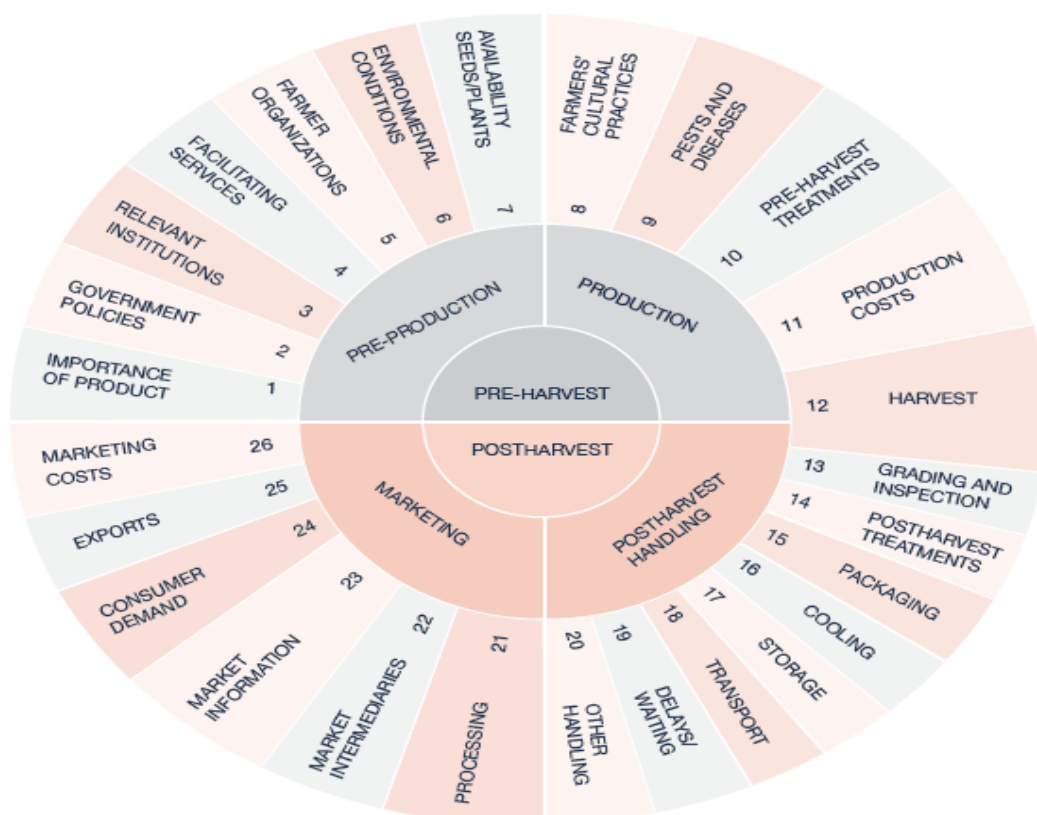 PRE-HARVEST
POSTHARVEST
PRE-PRODUCTION
PRODUCTION
POSTHARVEST
HANDLING
MARKETING
IMPORTANCE
OF PRODUCT
1
GOVERNMENT
POLICIES
2
RELEVANT
INSTITUTIONS
3
FACILITATING
SERVICES
4
FARMER
ORGANIZATIONS
5
ENVIRONMENTAL
CONDITIONS
6
AVAILABILITY
SEEDS/PLANTS
7
FARMERS'
CULTURAL
PRACTICES
8
PESTS AND
DISEASES
9
PRE-HARVEST
TREATMENTS
10
PRODUCTION
COSTS
11
HARVEST
12
GRADING AND
INSPECTION
13
POSTHARVEST
TREATMENTS
14
PACKAGING
15
COOLING
16
STORAGE
17
TRANSPORT
18
DELAYS/
WAITING
19
OTHER
HANDLING
20
PROCESSING
21
MARKET
INTERMEDIARIES
22
MARKET
INFORMATION
23
CONSUMER
DEMAND
24
EXPORTS
25
MARKETING
COSTS
26